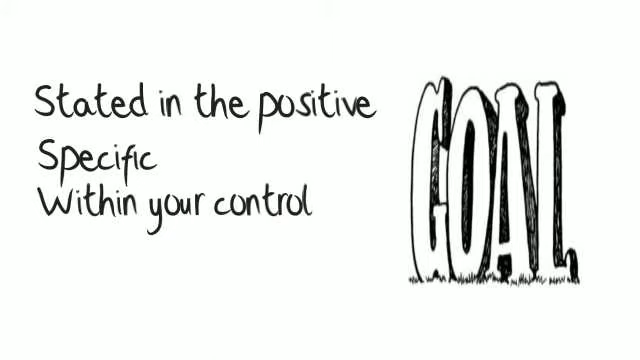 Stated in the positive
Specific
Within your control
GOAL